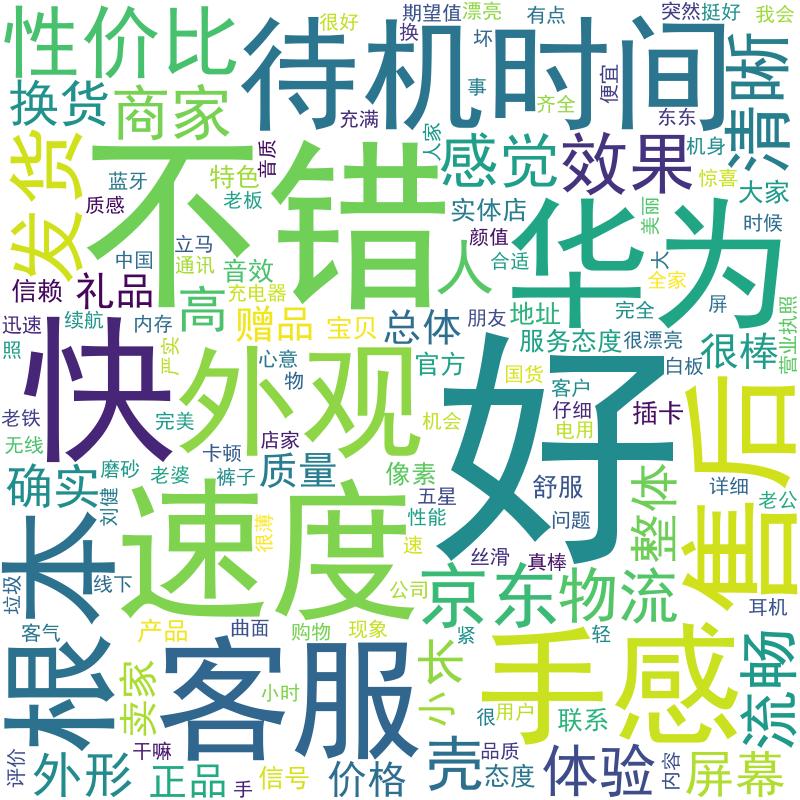 性价比
待机时间
很好
换
期望值
漂亮
坏
有点
突然
挺好
我会
换货
商家
充满
事
齐全
便宜
东东
清晰
发货
不错
蓝牙
特色
音质
人家
感觉
效果
机身
惊喜
大家
质感
老板
实体店
美丽
时候
中国
立马
通讯
音效
人
颜值
合适
华为
大
全家
信赖
礼品
高
充电器
迅速
续航
内存
赠品
宝贝
总体
朋友
地址
完全
屏
照
严实
心意
物
官方
服务态度
很漂亮
白板
很棒
营业执照
快
外观
好
国货
客户
老铁
完美
店家
机会
仔细
电用
插卡
无线
卡顿
售后
确实
磨砂
老婆
裤子
质量
像素
五星
舒服
整体
详细
老公
刘健
速度
很薄
性能
问题
垃圾
根本
线下
速
丝滑
真棒
公司
京东物流
耳机
客气
产品
曲面
购物
现象
紧
轻
客服
小长
手感
流畅
卖家
小时
很
用户
联系
干嘛
评价
外形
正品
手
信号
价格
壳
品质
态度
体验
内容
屏幕